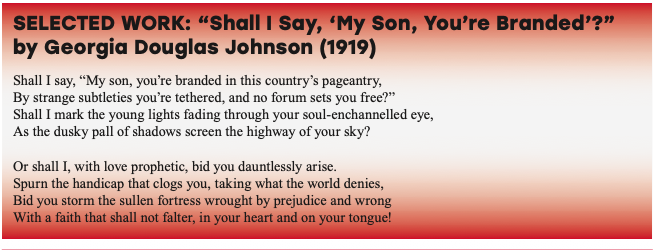 SELECTED WORK: “Shall I Say, ‘My Son, You’re Branded’?”
by Georgia Douglas Johnson (1919)
Shall I say, “My son, you’re branded in this country’s pageantry,
By strange subtleties you’re tethered, and no forum sets you free?”
Shall I mark the young lights fading through your soul-enchannelled eye,
As the dusky pall of shadows screen the highway of your sky?
Or shall I, with love prophetic, bid you dauntlessly arise.
Spurn the handicap that clogs you, taking what the world denies,
Bid you storm the sullen fortress wrought by prejudice and wrong
With a faith that shall not falter, in your heart and on your tongue!